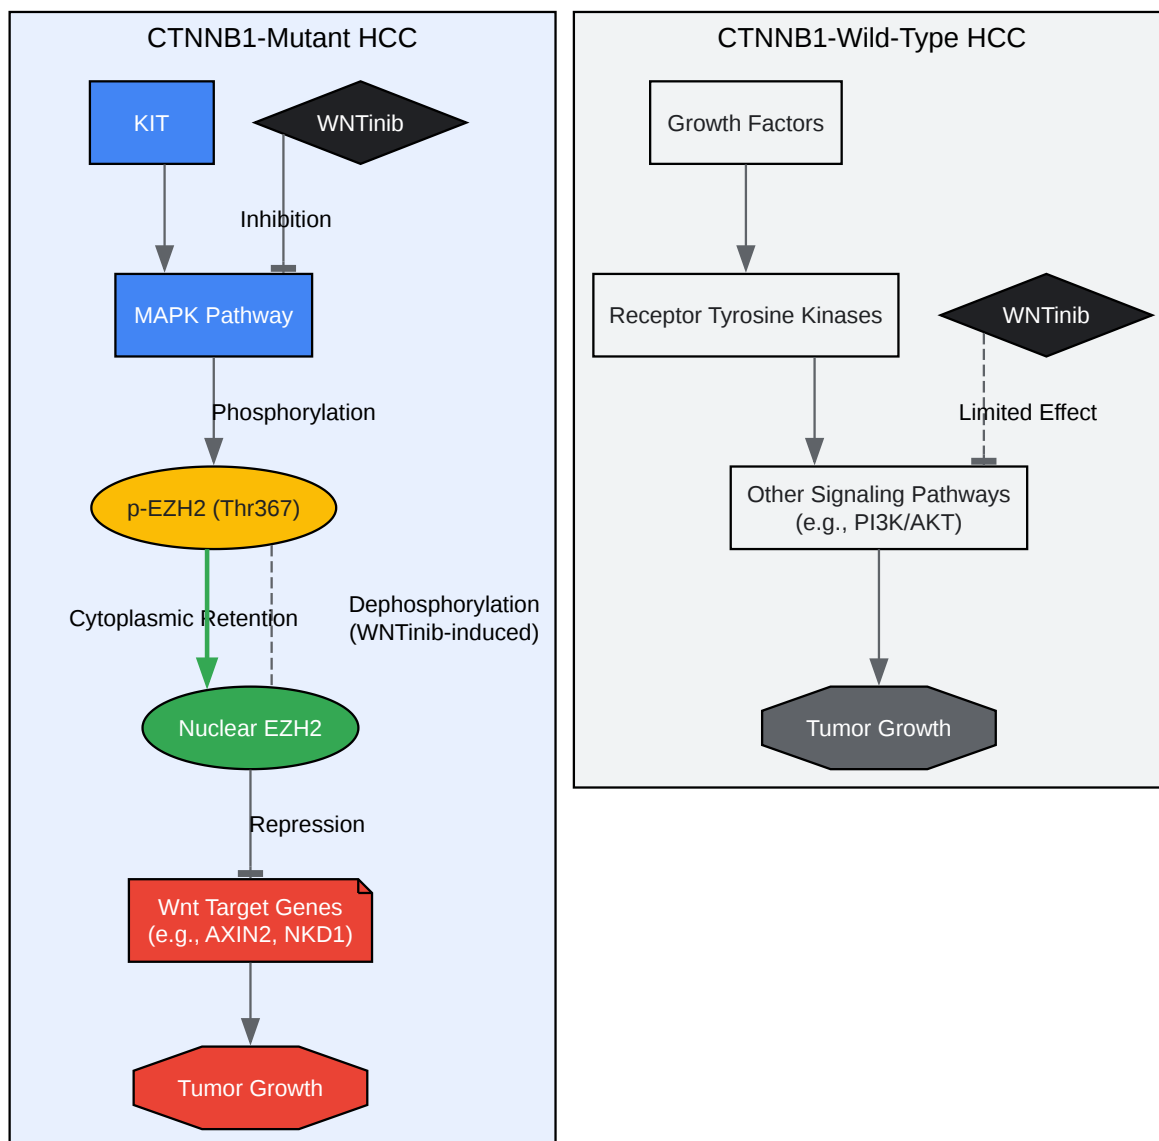 CTNNB1-Mutant HCC
KIT
WNTinib
Inhibition
MAPK Pathway
Phosphorylation
p-EZH2 (Thr367)
Cytoplasmic Retention
Dephosphorylation
(WNTinib-induced)
Nuclear EZH2
Repression
Wnt Target Genes
(e.g., AXIN2, NKD1)
Tumor Growth
CTNNB1-Wild-Type HCC
Growth Factors
Receptor Tyrosine Kinases
WNTinib
Limited Effect
Other Signaling Pathways
(e.g., PI3K/AKT)
Tumor Growth